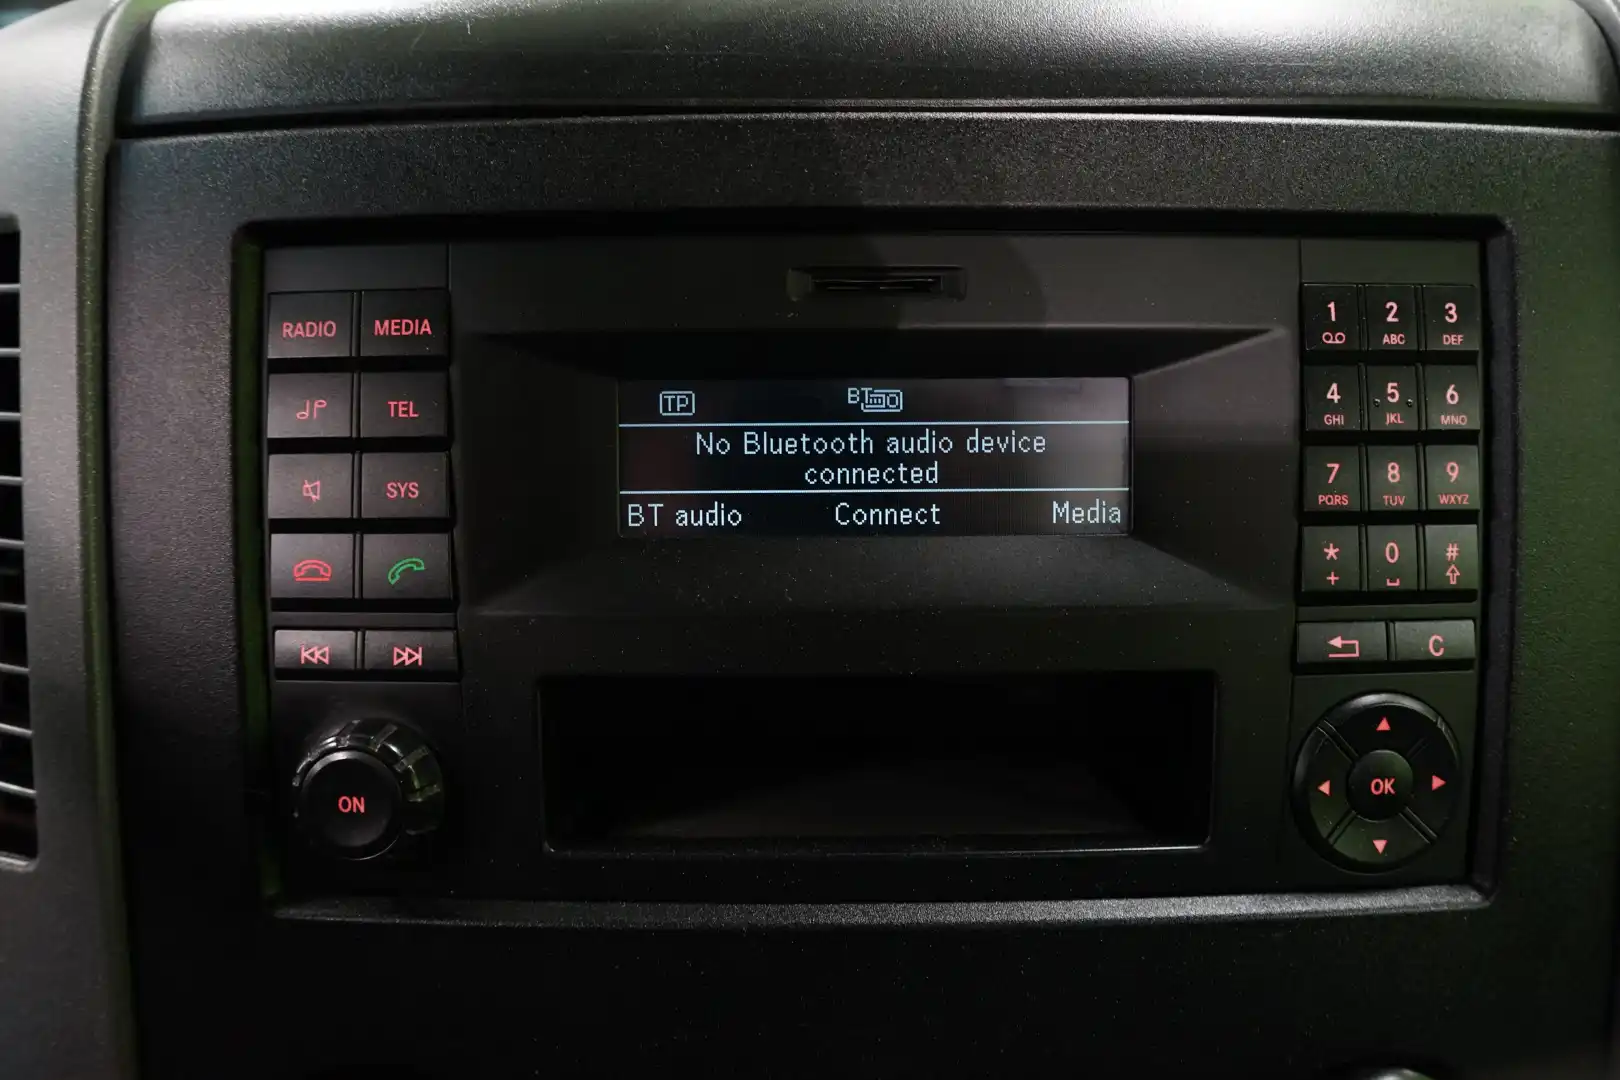 RADIO MEDIA
TEL
SYS
ON
TP BT
No Bluetooth audio device
connected
BT audio Connect Media
1 2 3
ABC DEF
4 5 6
GHI JKL MNO
7 8 9
PQRS TUV WXYZ
* 0 #
+
C
OK